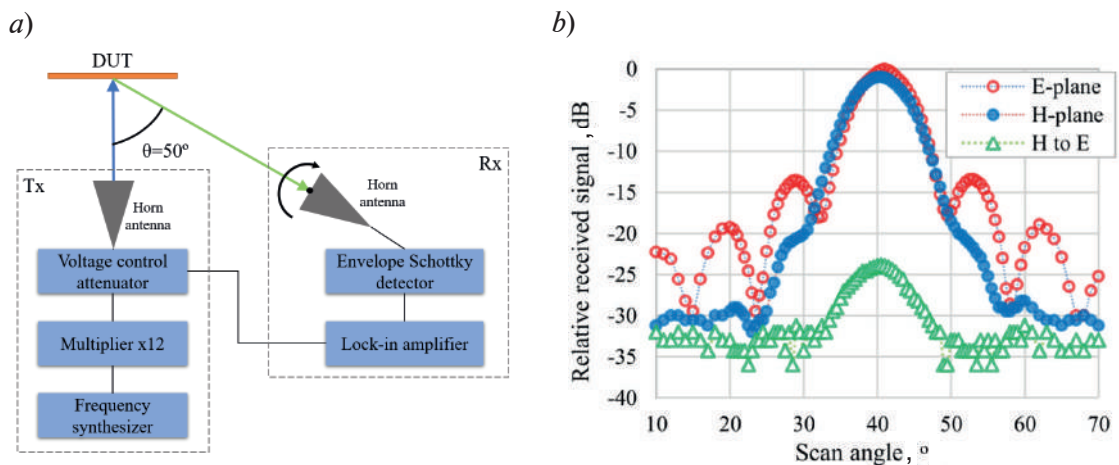 a)
DUT
θ=50º
Tx
Horn
antenna
Voltage control
attenuator
Multiplier x12
Frequency
synthesizer
Rx
Horn
antenna
Envelope Schottky
detector
Lock-in amplifier
b)
Relative received signal , dB
0
-5
-10
-15
-20
-25
-30
-35
-40
10
20
30
40
50
60
70
Scan angle , º
E-plane
H-plane
H to E